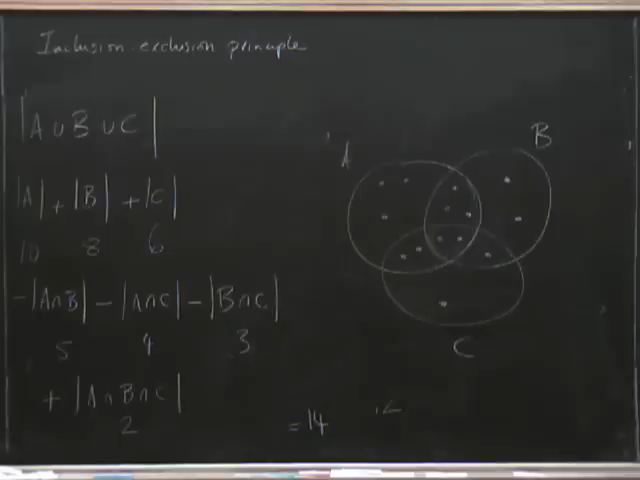 Inclusion-exclusion principle
|A ∪ B ∪ C|
|A| + |B| + |C|
10 8 6
- |A∩B| - |A∩C| - |B∩C|
5 4 3
+ |A∩B∩C|
2
= 14
A
B
C